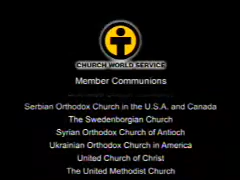 CHURCH WORLD SERVICE
Member Communions
Serbian Orthodox Church in the U.S.A. and Canada
The Swedenborgian Church
Syrian Orthodox Church of Antioch
Ukrainian Orthodox Church in America
United Church of Christ
The United Methodist Church